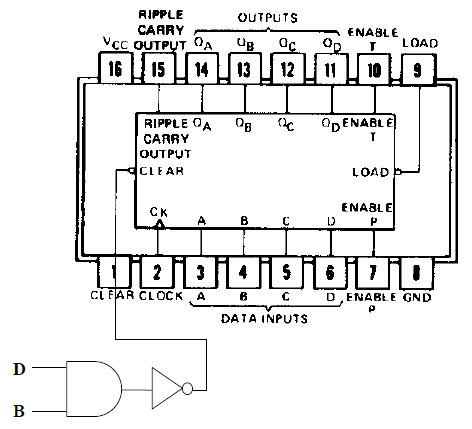 RIPPLE CARRY OUTPUT
OUTPUTS
VCC QA QB QC QD ENABLE T LOAD
16 15 14 13 12 11 10 9
RIPPLE CARRY OUTPUT QA QB QC QD ENABLE T
CLEAR LOAD
CK A B C D ENABLE P
1 2 3 4 5 6 7 8
CLEAR CLOCK A B C D ENABLE P GND
DATA INPUTS
D
B